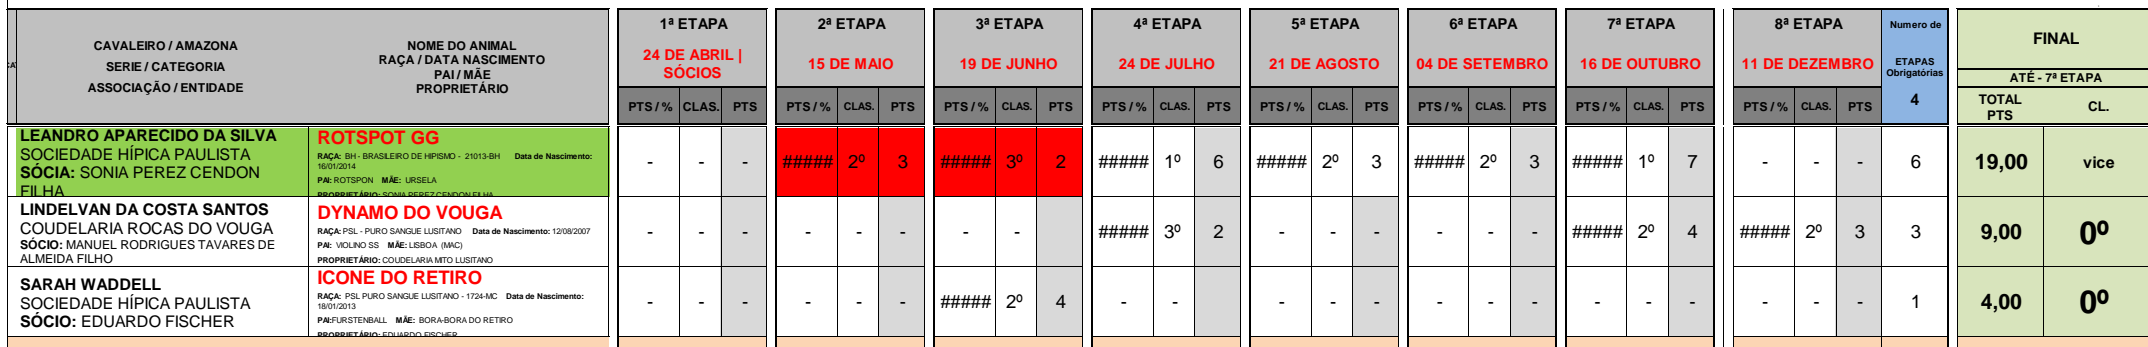 CAVALEIRO / AMAZONA
SERIE / CATEGORIA
ASSOCIAÇÃO / ENTIDADE
NOME DO ANIMAL
RAÇA / DATA NASCIMENTO
PAI / MÃE
PROPRIETÁRIO
1ª ETAPA
24 DE ABRIL |
SÓCIOS
PTS / % CLAS. PTS
2ª ETAPA
15 DE MAIO
PTS / % CLAS. PTS
3ª ETAPA
19 DE JUNHO
PTS / % CLAS. PTS
4ª ETAPA
24 DE JULHO
PTS / % CLAS. PTS
5ª ETAPA
21 DE AGOSTO
PTS / % CLAS. PTS
6ª ETAPA
04 DE SETEMBRO
PTS / % CLAS. PTS
7ª ETAPA
16 DE OUTUBRO
PTS / % CLAS. PTS
8ª ETAPA
11 DE DEZEMBRO
PTS / % CLAS. PTS
Numero de
ETAPAS
Obrigatórias
4
FINAL
ATÉ - 7ª ETAPA
TOTAL
PTS
CL.
LEANDRO APARECIDO DA SILVA
SOCIEDADE HÍPICA PAULISTA
SÓCIA: SONIA PEREZ CENDON
FILHA
ROTSPOT GG
RAÇA: BH - BRASILEIRO DE HIPISMO - 21013-BH Data de Nascimento:
16/01/2014
PAI: ROTSPON MÃE: URSELA
PROPRIETÁRIO: SONIA PEREZ CENDON FILHA
- - - ##### 2º 3 ##### 3º 2 ##### 1º 6 ##### 2º 3 ##### 2º 3 ##### 1º 7 - - - 6 19,00 vice
LINDELVAN DA COSTA SANTOS
COUDELARIA ROCAS DO VOUGA
SÓCIO: MANUEL RODRIGUES TAVARES DE
ALMEIDA FILHO
DYNAMO DO VOUGA
RAÇA: PSL - PURO SANGUE LUSITANO Data de Nascimento: 12/08/2007
PAI: VIOLINO SS MÃE: LISBOA (MAC)
PROPRIETÁRIO: COUDELARIA MITO LUSITANO
- - - - - - - - ##### 3º 2 - - - - - - ##### 2º 4 ##### 2º 3 3 9,00 0º
SARAH WADDELL
SOCIEDADE HÍPICA PAULISTA
SÓCIO: EDUARDO FISCHER
ICONE DO RETIRO
RAÇA: PSL PURO SANGUE LUSITANO - 1724-MC Data de Nascimento:
18/01/2013
PAI:FURSTENBALL MÃE: BORA-BORA DO RETIRO
PROPRIETÁRIO: EDUARDO FISCHER
- - - - - - ##### 2º 4 - - - - - - - - - - - - - - 1 4,00 0º